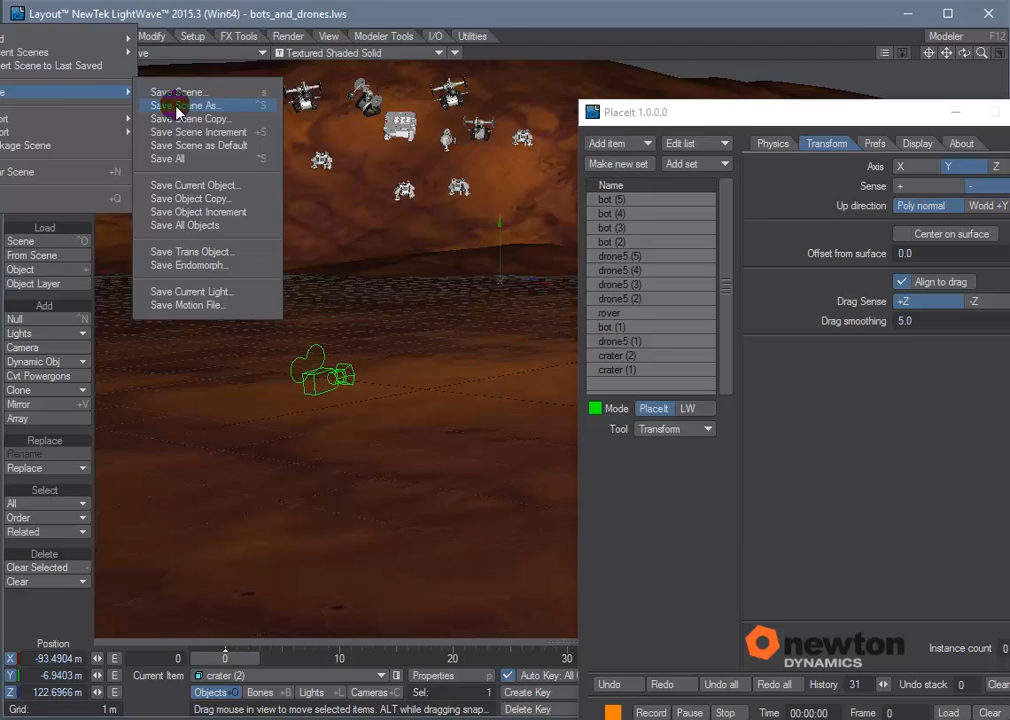 Layout™ NewTek LightWave™ 2015.3 (Win64) - bots_and_drones.lws
Modify Setup FX Tools Render View Modeler Tools I/O Utilities Modeler F12
Textured Shaded Solid
ent Scenes
ert Scene to Last Saved
kage Scene
ar Scene +N
+Q
Save Scene... s
Save Scene As... ^S
Save Scene Copy...
Save Scene Increment +S
Save Scene as Default
Save All ^S
Save Current Object...
Save Object Copy...
Save Object Increment
Save All Objects
Save Trans Object...
Save Endomorph...
Save Current Light...
Save Motion File...
Load
Scene ^O
From Scene
Object +
Object Layer
Add
Null ^N
Lights
Camera
Dynamic Obj
Cvt Powergons
Clone
Mirror +V
Array
Replace
Rename
Replace
Select
All
Order
Related
Delete
Clear Selected -
Clear
PlaceIt 1.0.0.0
Add item Edit list
Make new set Add set
Name
bot (5)
bot (4)
bot (3)
bot (2)
drone5 (5)
drone5 (4)
drone5 (3)
drone5 (2)
rover
bot (1)
drone5 (1)
crater (2)
crater (1)
Mode PlaceIt LW
Tool Transform
Physics Transform Prefs Display About
Axis X Y Z
Sense + -
Up direction Poly normal World +Y
Center on surface
Offset from surface 0.0
Align to drag
Drag Sense +Z -Z
Drag smoothing 5.0
newton
DYNAMICS
Instance count 0
Undo Redo Undo all Redo all History 31 Undo stack 0 Clear
Record Pause Stop Time 00:00:00 Frame 0 Load Clear
Position
X -93.4904 m E 0 0 10 20 30
Y -6.9403 m E Current Item crater (2) Properties p Auto Key: All
Z 122.6966 m E Objects +O Bones +B Lights +L Cameras +C Sel: 1 Create Key
Grid: 1 m Drag mouse in view to move selected items. ALT while dragging snap... Delete Key